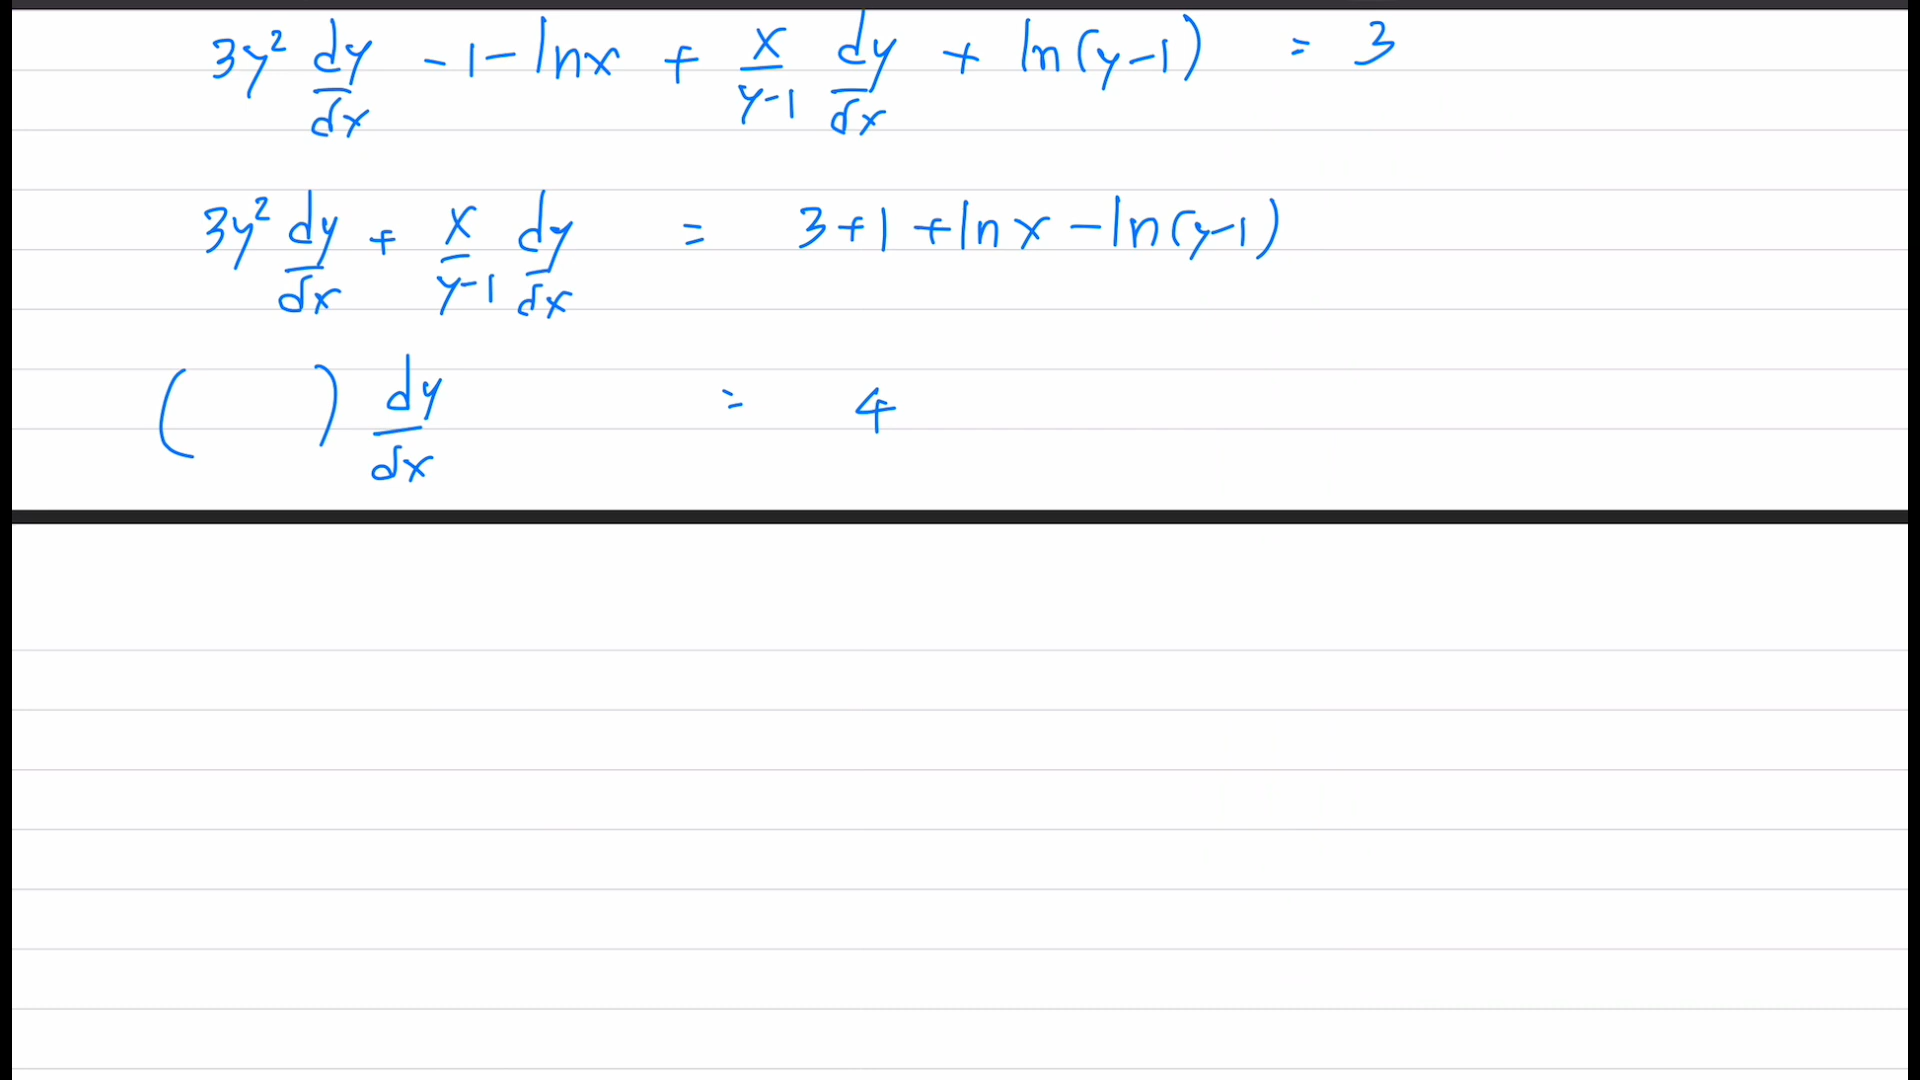 3y² dy/dx - 1 - lnx + x/(y-1) dy/dx + ln(y-1) = 3
3y² dy/dx + x/(y-1) dy/dx = 3+1 + ln x - ln(y-1)
( ) dy/dx = 4